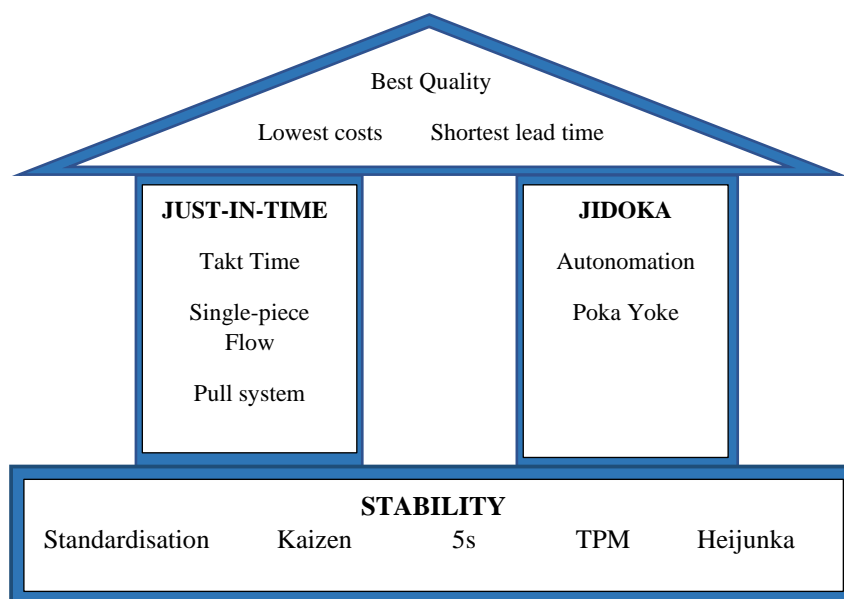 Best Quality
Lowest costs Shortest lead time
JUST-IN-TIME
Takt Time
Single-piece
Flow
Pull system
JIDOKA
Autonomation
Poka Yoke
STABILITY
Standardisation Kaizen 5s TPM Heijunka